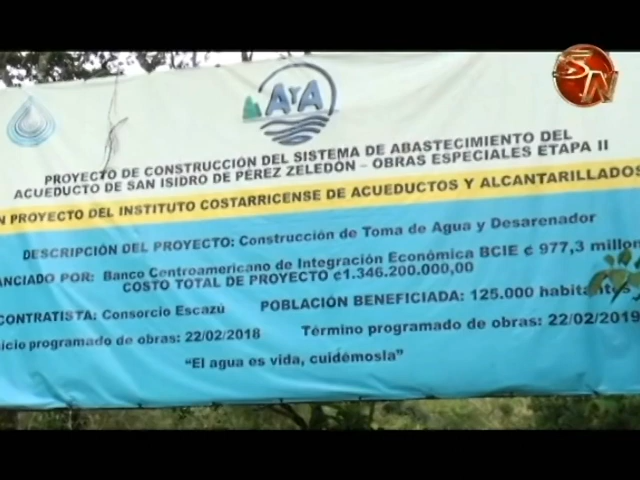 SN
AyA
PROYECTO DE CONSTRUCCIÓN DEL SISTEMA DE ABASTECIMIENTO DEL
ACUEDUCTO DE SAN ISIDRO DE PÉREZ ZELEDÓN – OBRAS ESPECIALES ETAPA II
N PROYECTO DEL INSTITUTO COSTARRICENSE DE ACUEDUCTOS Y ALCANTARILLADOS
DESCRIPCIÓN DEL PROYECTO: Construcción de Toma de Agua y Desarenador
ANCIADO POR: Banco Centroamericano de Integración Económica BCIE ¢ 977,3 millon
COSTO TOTAL DE PROYECTO ¢1.346.200.000,00
CONTRATISTA: Consorcio Escazú POBLACIÓN BENEFICIADA: 125.000 habitantes
icio programado de obras: 22/02/2018 Término programado de obras: 22/02/2019
“El agua es vida, cuidémosla”